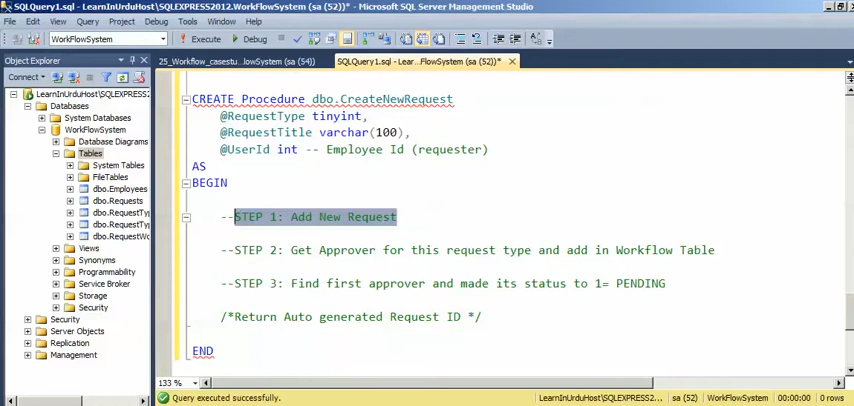 SQLQuery1.sql - LearnInUrduHost\SQLEXPRESS2012.WorkFlowSystem (sa (52))* - Microsoft SQL Server Management Studio
File Edit View Query Project Debug Tools Window Help
WorkFlowSystem Execute Debug
Object Explorer
25_Workflow_casestu...lowSystem (sa (54))
SQLQuery1.sql - Lear...FlowSystem (sa (52))*
Connect
LearnInUrduHost\SQLEXPRESS2
Databases
System Databases
WorkFlowSystem
Database Diagrams
Tables
System Tables
FileTables
dbo.Employees
dbo.Requests
dbo.RequestTyp
dbo.RequestTyp
dbo.RequestWo
Views
Synonyms
Programmability
Service Broker
Storage
Security
Security
Server Objects
Replication
Management
CREATE Procedure dbo.CreateNewRequest
@RequestType tinyint,
@RequestTitle varchar(100),
@UserId int -- Employee Id (requester)
AS
BEGIN
--STEP 1: Add New Request
--STEP 2: Get Approver for this request type and add in Workflow Table
--STEP 3: Find first approver and made its status to 1= PENDING
/*Return Auto generated Request ID */
END
133 %
Query executed successfully.
LearnInUrduHost\SQLEXPRESS2... sa (52) WorkFlowSystem 00:00:00 0 rows